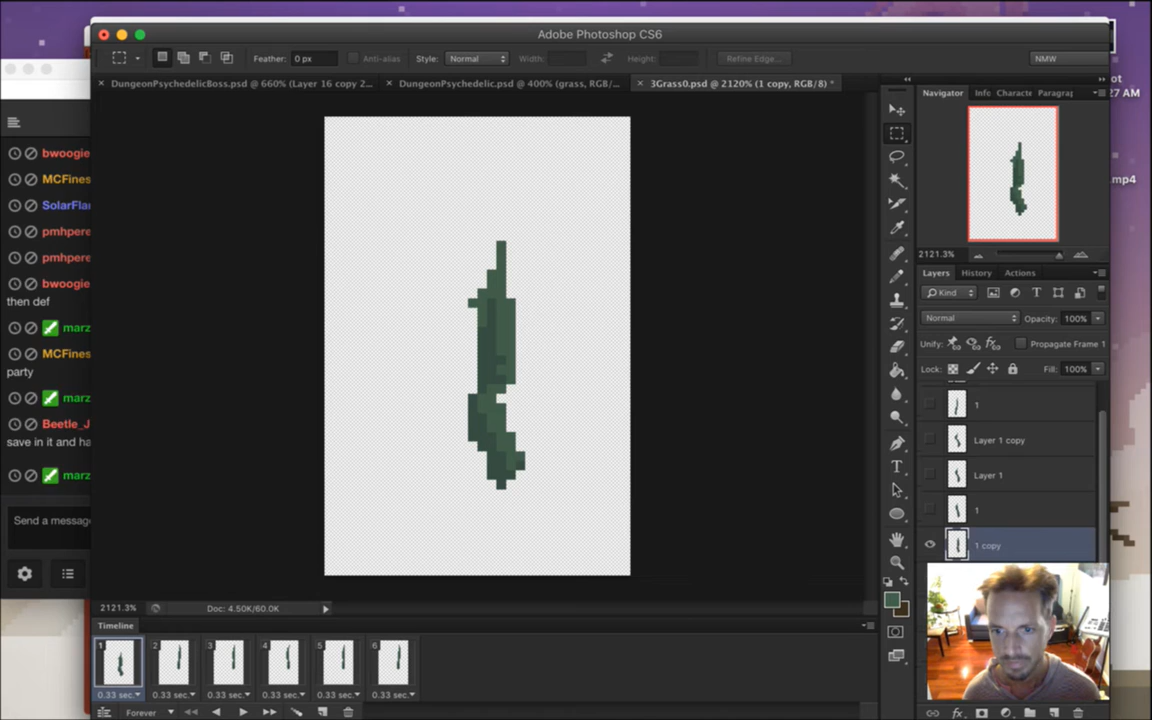 Adobe Photoshop CS6
Feather: 0 px Anti-alias Style: Normal Width: Height: Refine Edge... NMW
DungeonPsychedelicBoss.psd @ 660% (Layer 16 copy 2... DungeonPsychedelic.psd @ 400% (grass, RGB/... 3Grass0.psd @ 2120% (1 copy, RGB/8) *
Navigator Info Characte Paragra
27 AM
.mp4
2121.3%
Layers History Actions
Kind
Normal Opacity: 100%
Unify: Propagate Frame 1
Lock: Fill: 100%
1
Layer 1 copy
Layer 1
1
1 copy
bwoogie
MCFines
SolarFla
pmhpere
pmhpere
bwoogie
then def
marz
MCFines
party
marz
Beetle_J
save in it and ha
marz
Send a message
2121.3% Doc: 4.50K/60.0K
Timeline
1 2 3 4 5 6
0.33 sec. 0.33 sec. 0.33 sec. 0.33 sec. 0.33 sec. 0.33 sec.
Forever